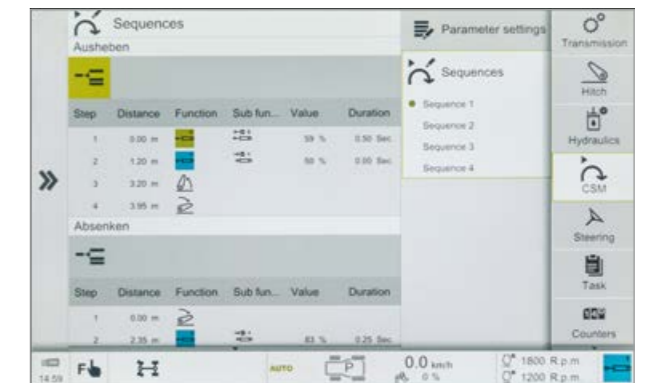 Sequences
Ausheben
Step Distance Function Sub fun... Value Duration
1 0.00 m 59 % 0.50 Sec.
2 1.20 m 50 % 0.00 Sec.
3 3.20 m
4 3.95 m
Absenken
Step Distance Function Sub fun... Value Duration
1 0.00 m
2 2.35 m 83 % 0.25 Sec.
Parameter settings
Sequences
Sequence 1
Sequence 2
Sequence 3
Sequence 4
Transmission
Hitch
Hydraulics
CSM
Steering
Task
Counters
14:59
F
AUTO
P
0.0 km/h
0 %
1800 R.p.m
1200 R.p.m